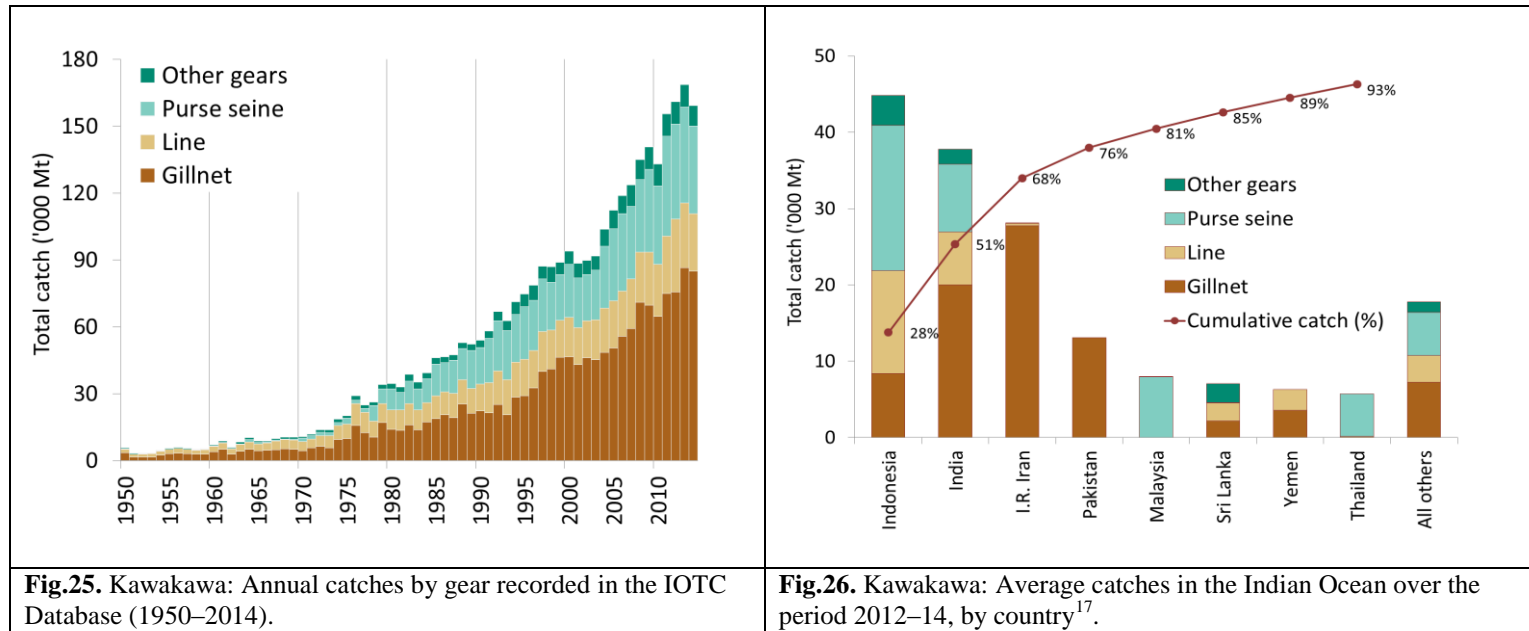 180
150
120
90
60
30
0
Total catch ('000 Mt)
Other gears
Purse seine
Line
Gillnet
1950
1955
1960
1965
1970
1975
1980
1985
1990
1995
2000
2005
2010
Fig.25. Kawakawa: Annual catches by gear recorded in the IOTC
Database (1950–2014).
50
40
30
20
10
0
Total catch ('000 Mt)
28%
51%
68%
76%
81%
85%
89%
93%
Other gears
Purse seine
Line
Gillnet
Cumulative catch (%)
Indonesia
India
I.R. Iran
Pakistan
Malaysia
Sri Lanka
Yemen
Thailand
All others
Fig.26. Kawakawa: Average catches in the Indian Ocean over the
period 2012–14, by country17.